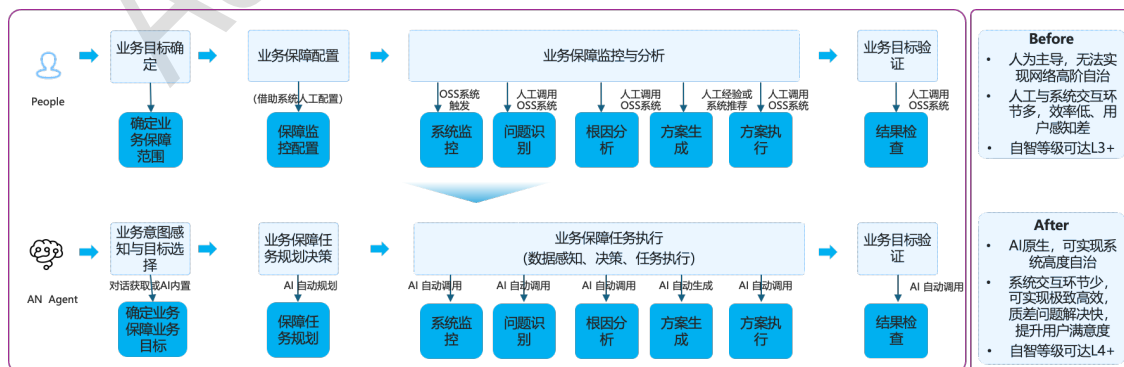 People
业务目标确
定
业务保障配置
业务保障监控与分析
业务目标验
证
(借助系统人工配置)
OSS系统
触发
人工调用
OSS系统
人工调用
OSS系统
人工经验或
系统推荐
人工调用
OSS系统
人工调用
OSS系统
确定业
务保障
范围
保障监
控配置
系统监
控
问题识
别
根因分
析
方案生
成
方案执
行
结果检
查
Before
• 人为主导，无法实
现网络高阶自治
• 人工与系统交互环
节多，效率低、用
户感知差
• 自智等级可达L3+
AN Agent
业务意图感
知与目标选
择
业务保障任
务规划决策
业务保障任务执行
（数据感知、决策、任务执行）
业务目标验
证
对话获取或AI内置
AI 自动规划
AI 自动调用
AI 自动调用
AI 自动调用
AI 自动生成
AI 自动调用
AI 自动调用
确定业务
保障业务
目标
保障任
务规划
系统监
控
问题识
别
根因分
析
方案生
成
方案执
行
结果检
查
After
• AI原生，可实现系
统高度自治
• 系统交互环节少，
可实现极致高效，
质差问题解决快，
提升用户满意度
• 自智等级可达L4+